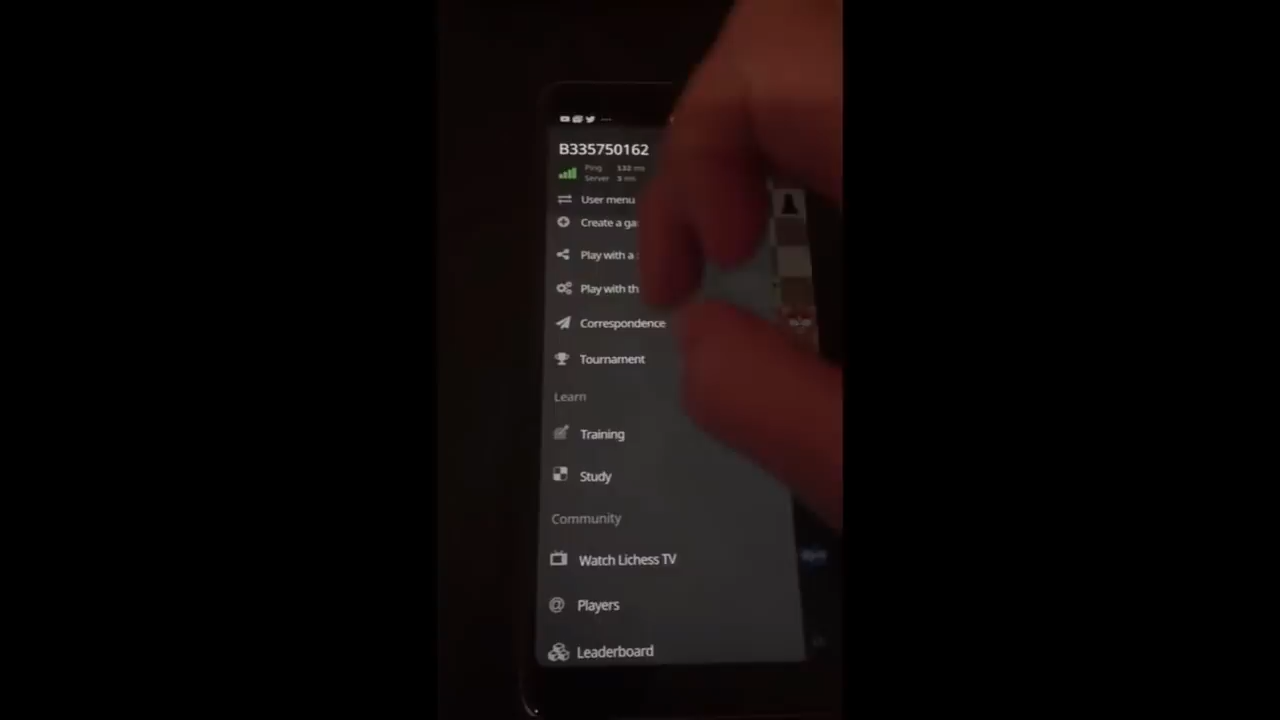 B335750162
Ping 132 ms
Server 3 ms
User menu
Create a ga
Play with a
Play with th
Correspondence
Tournament
Learn
Training
Study
Community
Watch Lichess TV
Players
Leaderboard